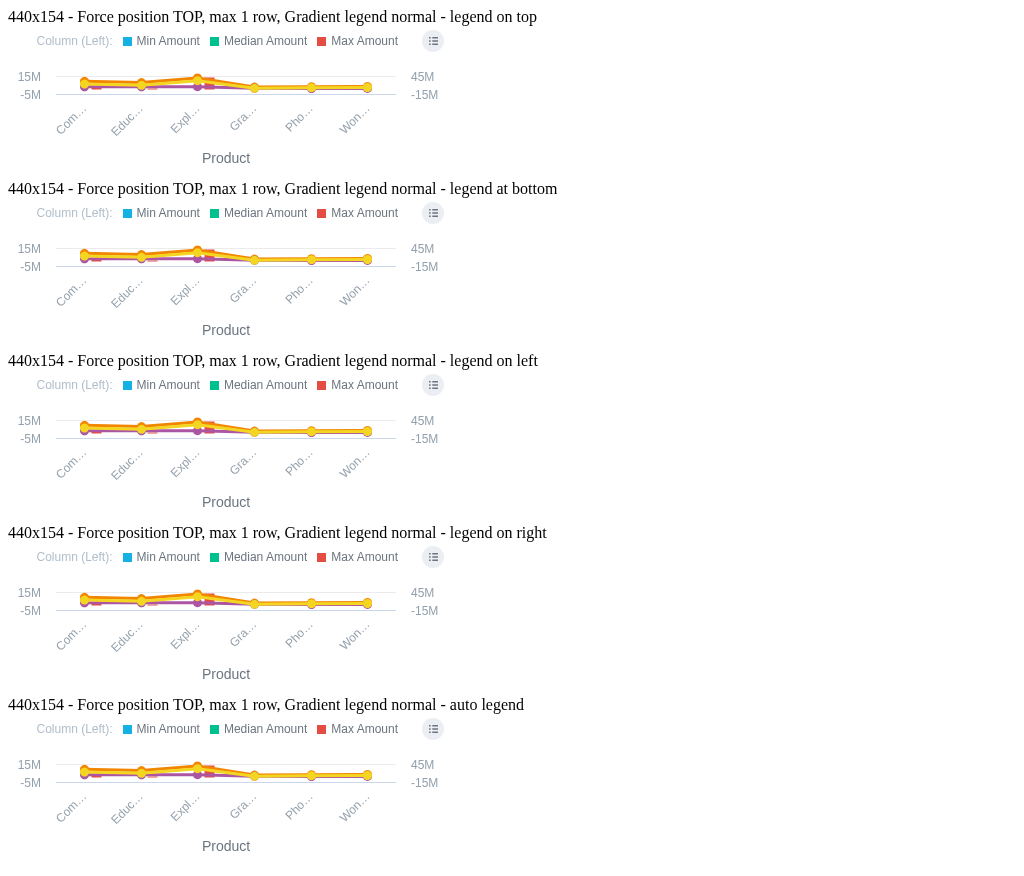 440x154 - Force position TOP, max 1 row, Gradient legend normal - legend on top
Column (Left): Min Amount Median Amount Max Amount
15M 45M
-5M -15M
Com… Educ… Expl… Gra… Pho… Won…
Product
440x154 - Force position TOP, max 1 row, Gradient legend normal - legend at bottom
Column (Left): Min Amount Median Amount Max Amount
15M 45M
-5M -15M
Com… Educ… Expl… Gra… Pho… Won…
Product
440x154 - Force position TOP, max 1 row, Gradient legend normal - legend on left
Column (Left): Min Amount Median Amount Max Amount
15M 45M
-5M -15M
Com… Educ… Expl… Gra… Pho… Won…
Product
440x154 - Force position TOP, max 1 row, Gradient legend normal - legend on right
Column (Left): Min Amount Median Amount Max Amount
15M 45M
-5M -15M
Com… Educ… Expl… Gra… Pho… Won…
Product
440x154 - Force position TOP, max 1 row, Gradient legend normal - auto legend
Column (Left): Min Amount Median Amount Max Amount
15M 45M
-5M -15M
Com… Educ… Expl… Gra… Pho… Won…
Product